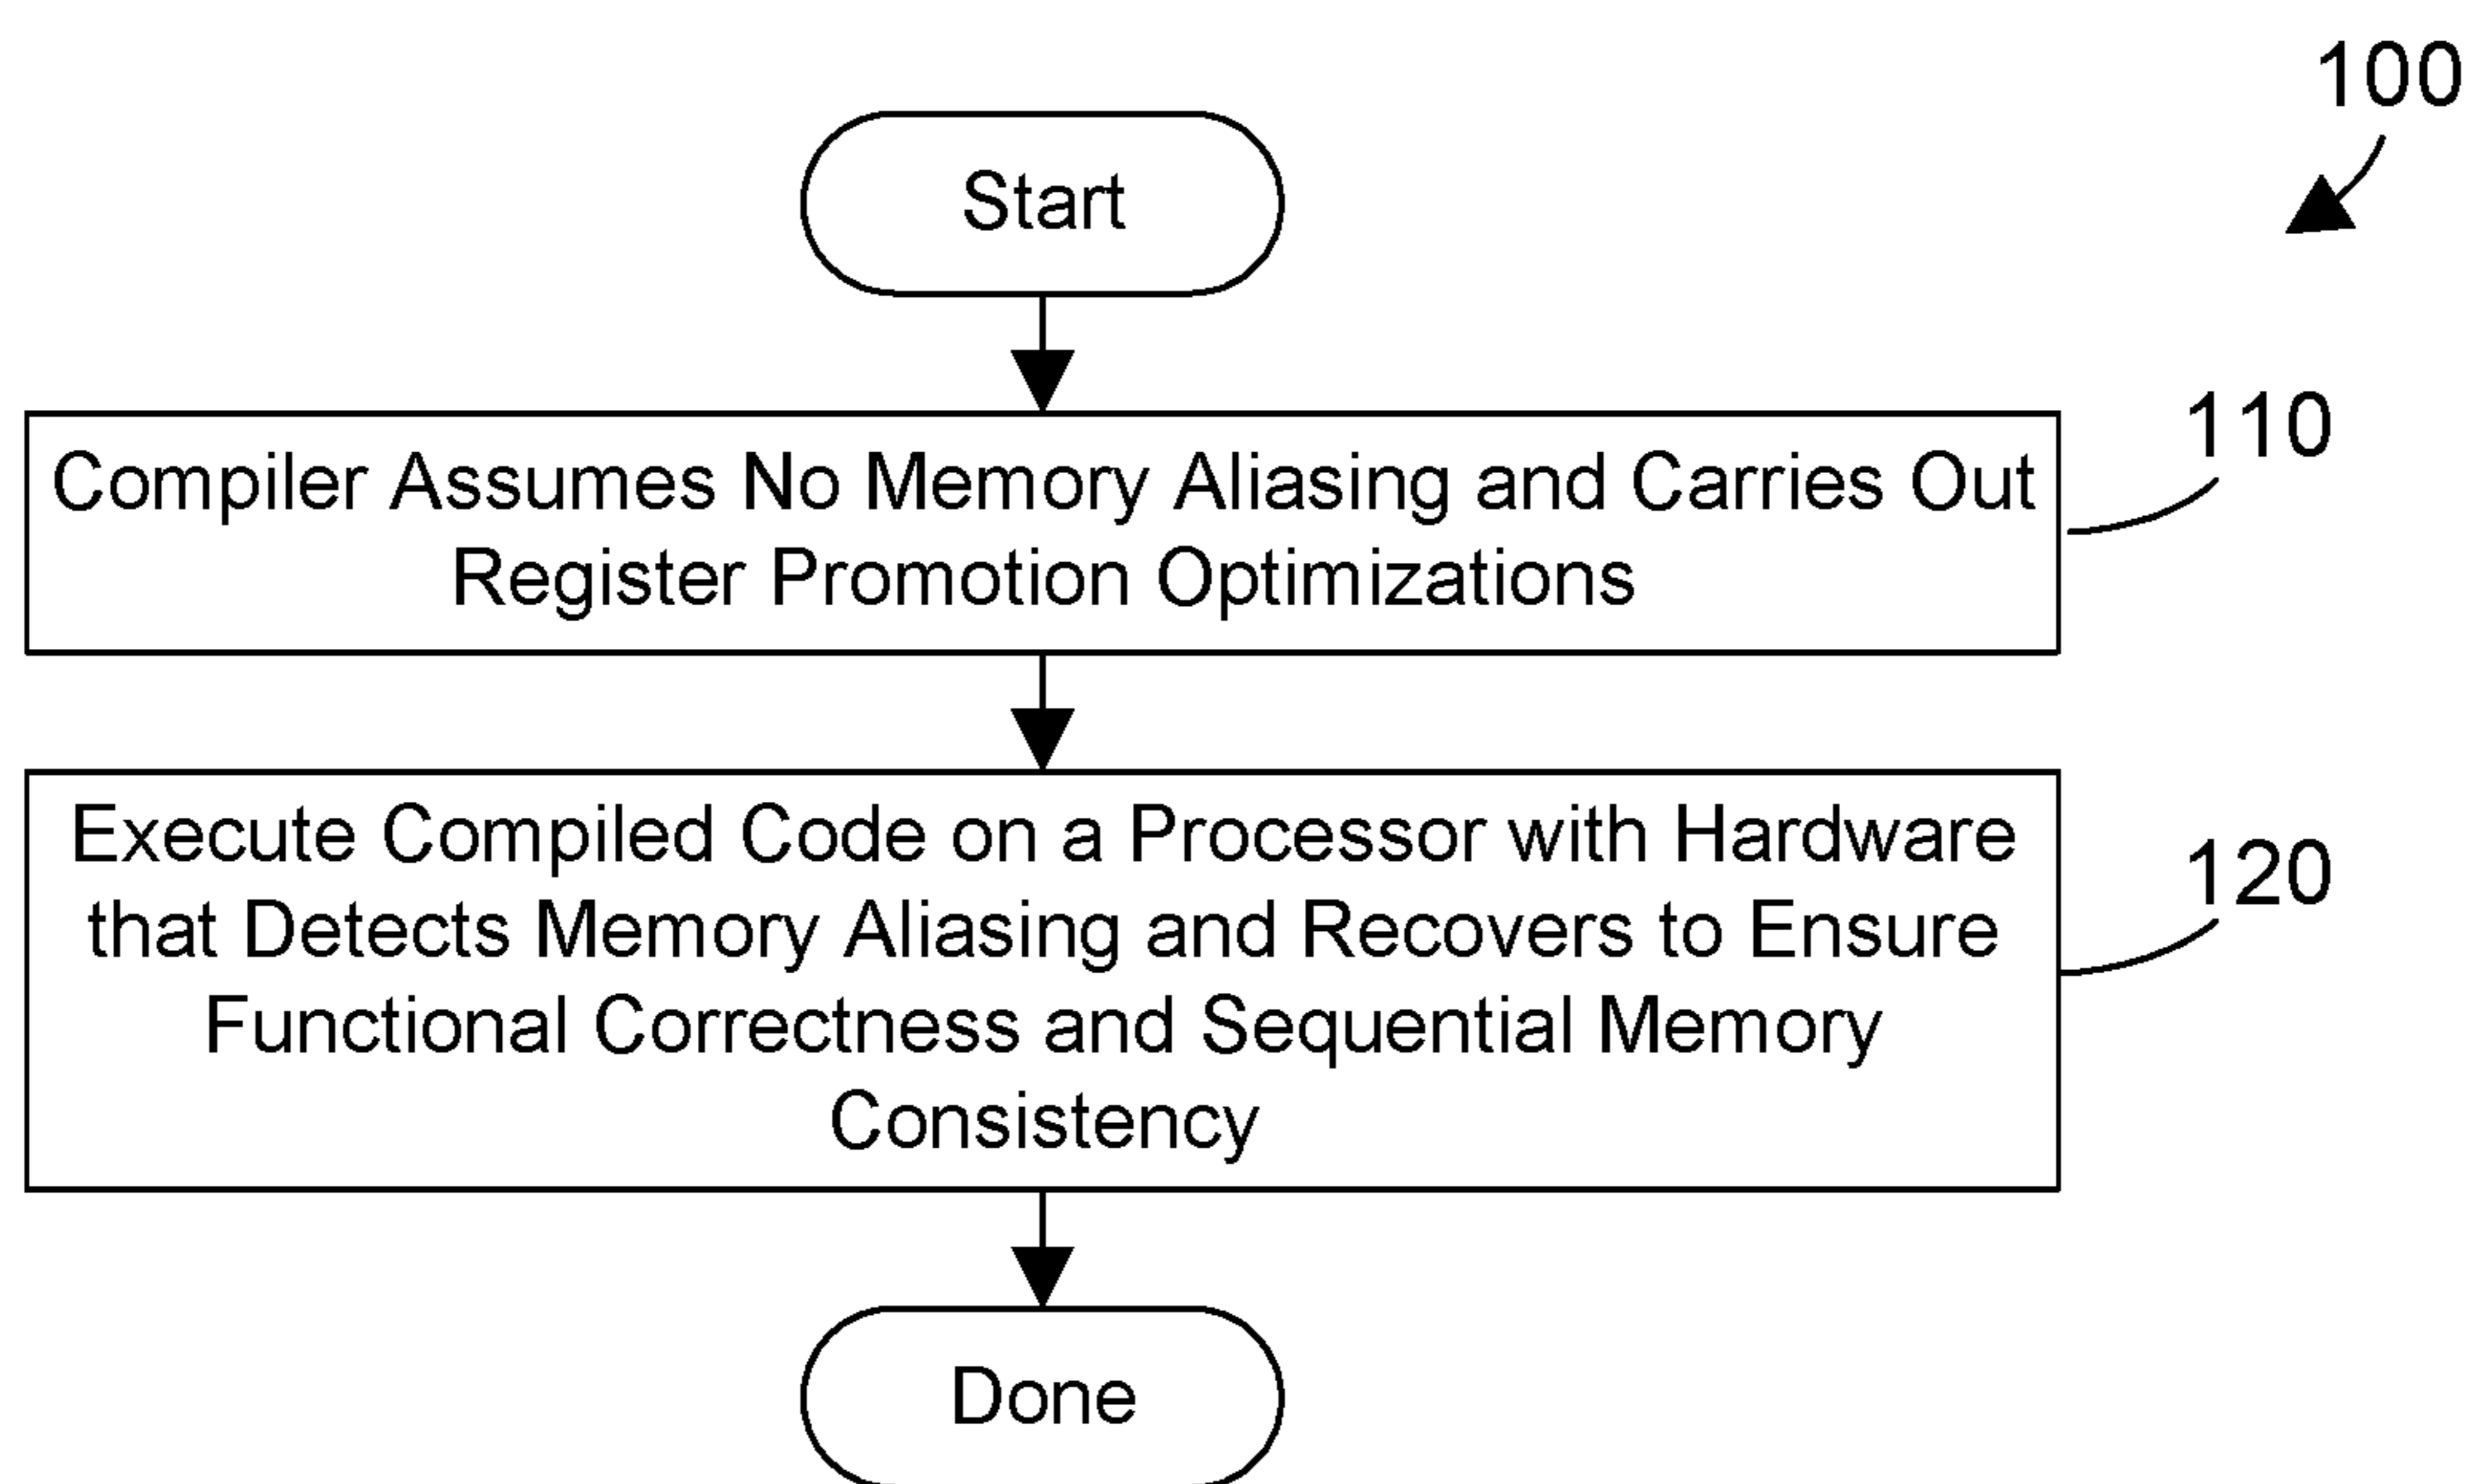 100
Start
110
Compiler Assumes No Memory Aliasing and Carries Out
Register Promotion Optimizations
120
Execute Compiled Code on a Processor with Hardware
that Detects Memory Aliasing and Recovers to Ensure
Functional Correctness and Sequential Memory
Consistency
Done